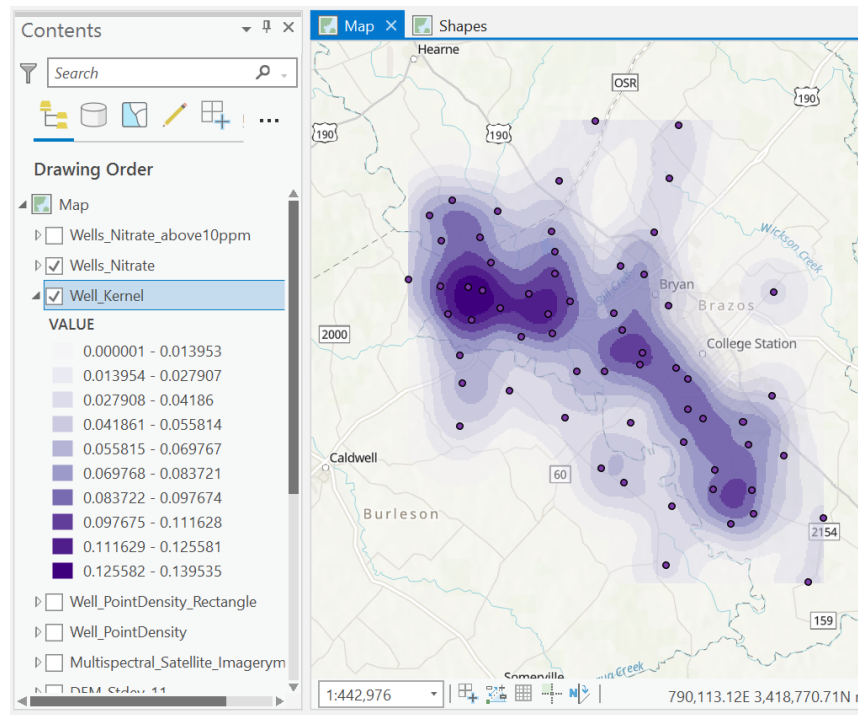 Contents
Search
Drawing Order
Map
Wells_Nitrate_above10ppm
Wells_Nitrate
Well_Kernel
VALUE
0.000001 - 0.013953
0.013954 - 0.027907
0.027908 - 0.04186
0.041861 - 0.055814
0.055815 - 0.069767
0.069768 - 0.083721
0.083722 - 0.097674
0.097675 - 0.111628
0.111629 - 0.125581
0.125582 - 0.139535
Well_PointDensity_Rectangle
Well_PointDensity
Multispectral_Satellite_Imagerym
DEM_Stdev_11
Map
Shapes
Hearne
OSR
190
190
190
Wickson Creek
Bryan
Brazos
2000
College Station
Caldwell
60
Burleson
2154
159
Somerville
Creek
1:442,976
790,113.12E 3,418,770.71N